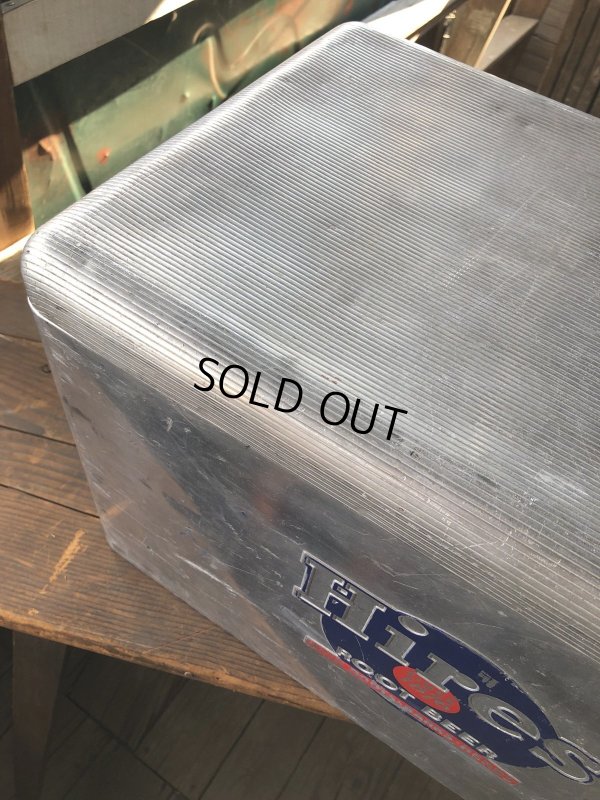 SOLD OUT
Hires
ROOT BEER